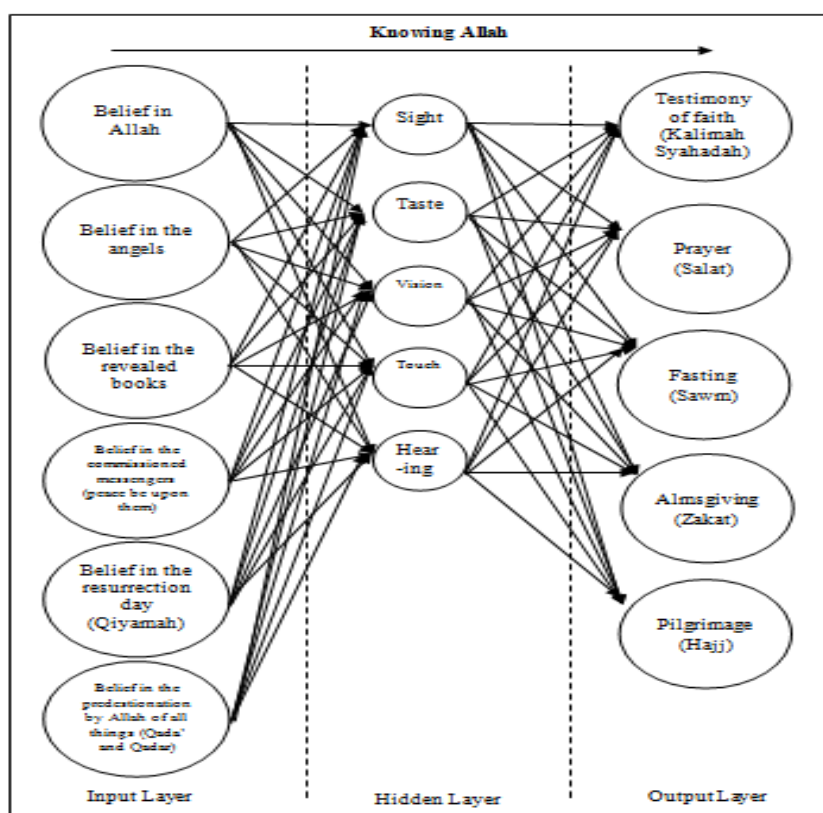 Knowing Allah
Belief in
Allah
Belief in the
angels
Belief in the
revealed
books
Belief in the
commissioned
messengers
(peace be upon
them)
Belief in the
resurrection
day
(Qiyamah)
Belief in the
predestionation
by Allah of all
things (Qada'
and Qadar)
Input Layer
Sight
Taste
Vision
Touch
Hear
-ing
Hidden Layer
Testimony
of faith
(Kalimah
Syahadah)
Prayer
(Salat)
Fasting
(Sawm)
Almsgiving
(Zakat)
Pilgrimage
(Hajj)
Output Layer